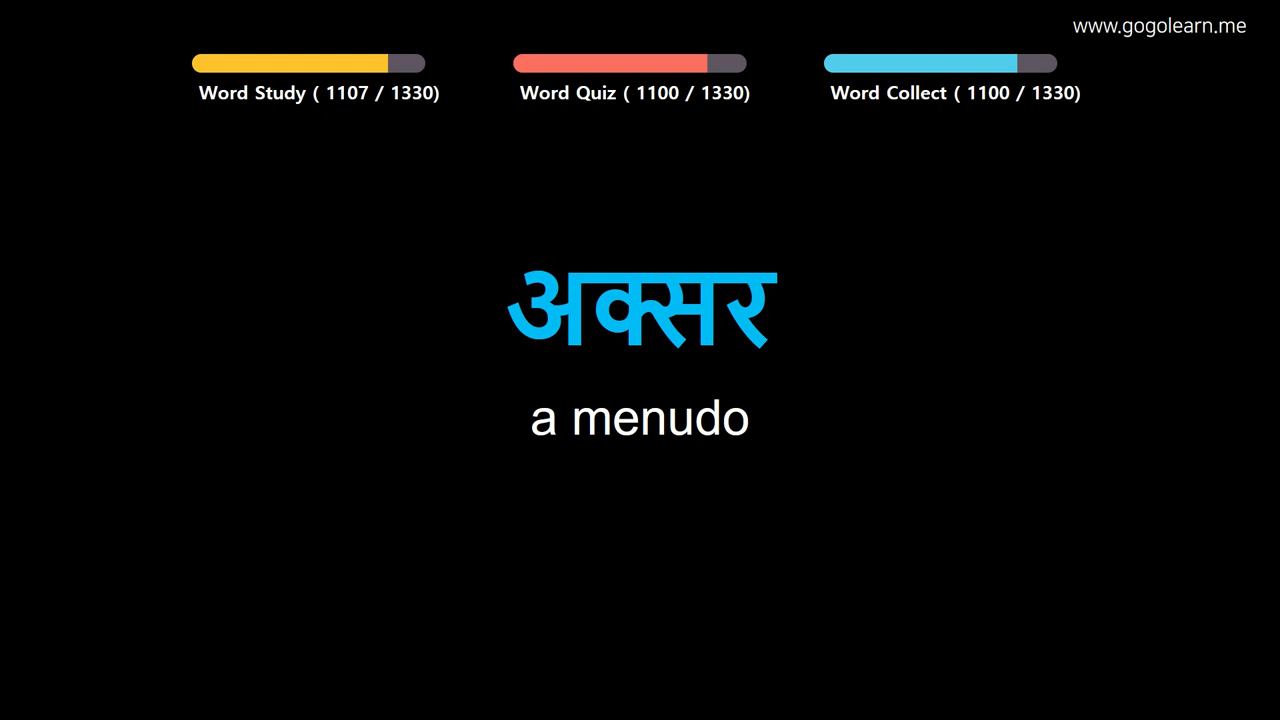 www.gogolearn.me
Word Study ( 1107 / 1330)
Word Quiz ( 1100 / 1330)
Word Collect ( 1100 / 1330)
अक्सर
a menudo